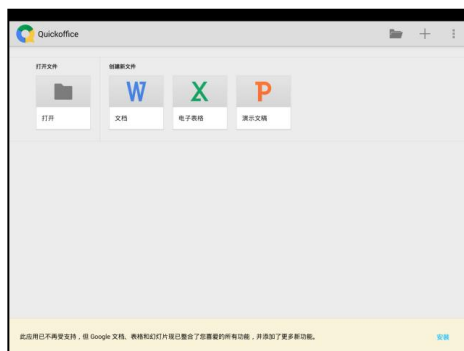 Quickoffice
打开文件
创建新文件
W X P
打开 文档 电子表格 演示文稿
此应用已不再受支持，但 Google 文档、表格和幻灯片现已整合了您喜爱的所有功能，并添加了更多新功能。 安装